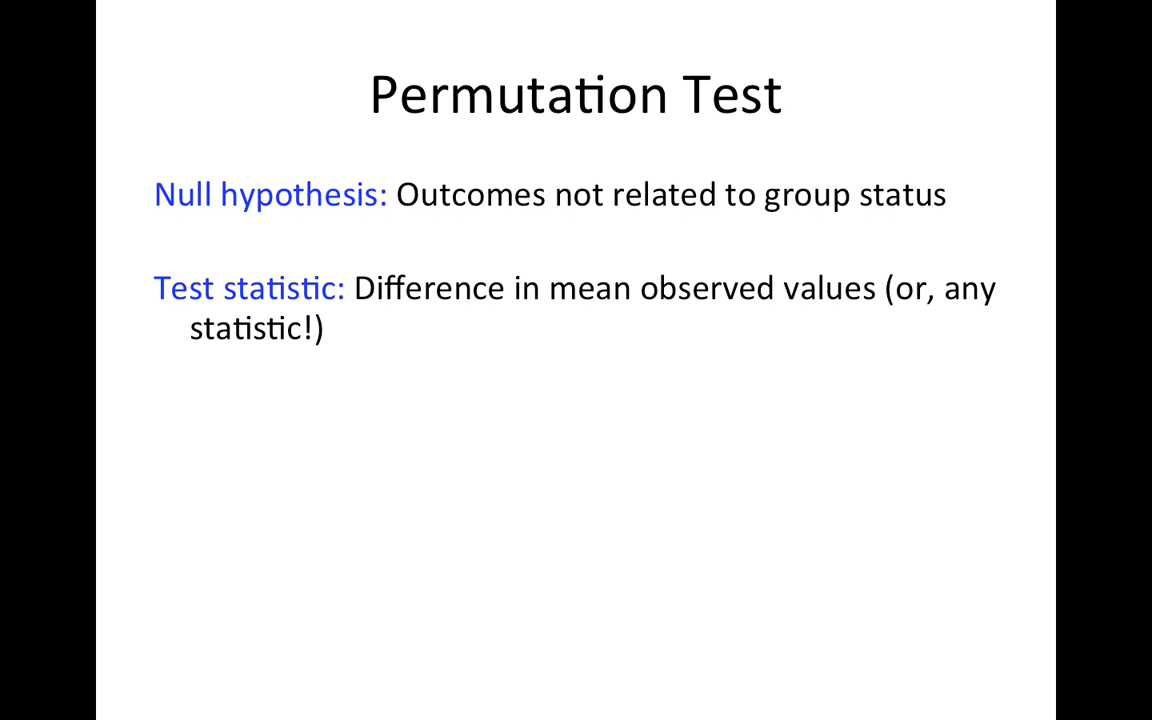 Permutation Test
Null hypothesis: Outcomes not related to group status
Test statistic: Difference in mean observed values (or, any
statistic!)